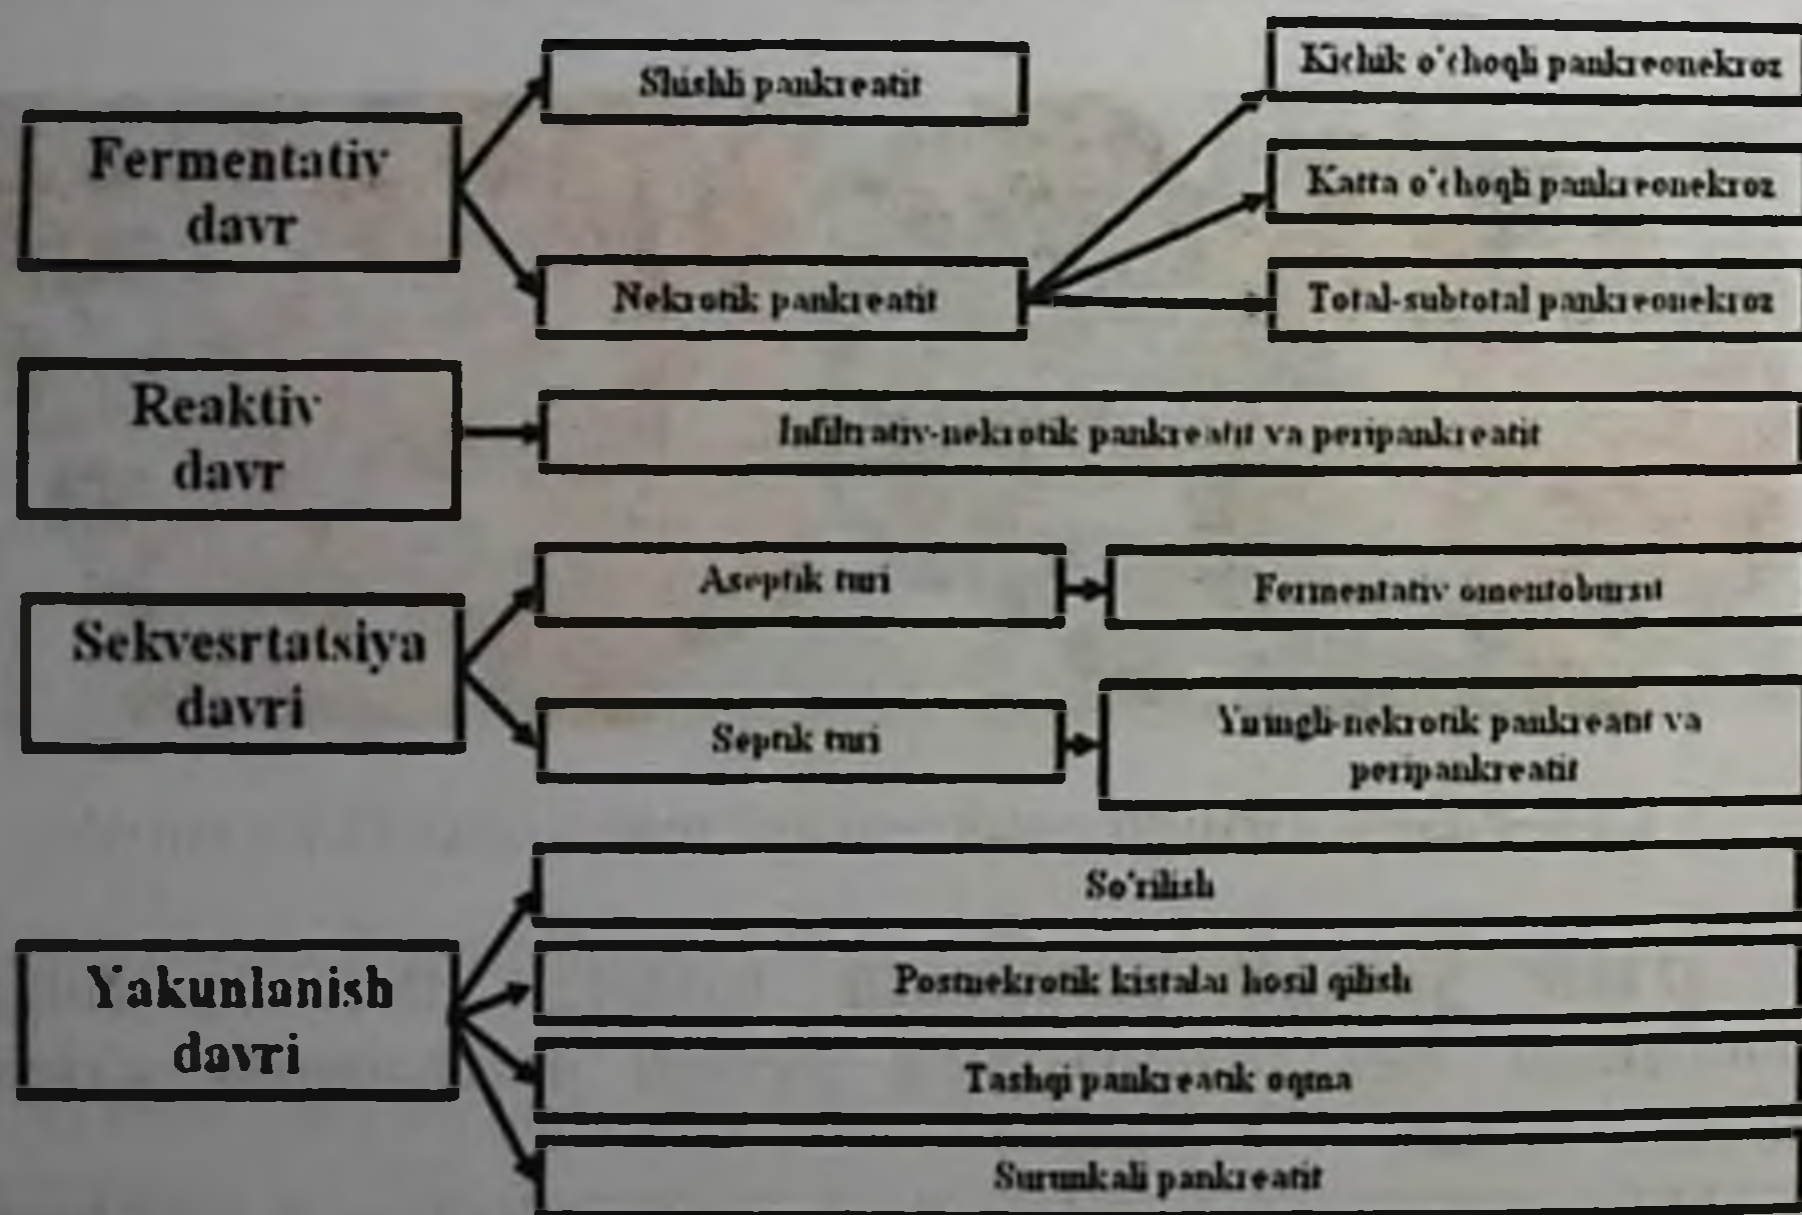 Fermentativ
davr
Shishli pankreatit
Nekrotik pankreatit
Kichik o'choqli pankreonekroz
Katta o'choqli pankreonekroz
Total-subtotal pankreonekroz
Reaktiv
davr
Infiltrativ-nekrotik pankreatit va peripankreatit
Sekvesrtatsiya
davri
Aseptik turi
Fermentativ omentobursit
Septik turi
Yiringli-nekrotik pankreatit va
peripankreatit
Yakunlanish
davri
So'rilish
Postnekrotik kistalar hosil qilish
Tashqi pankreatik oqma
Surunkali pankreatit